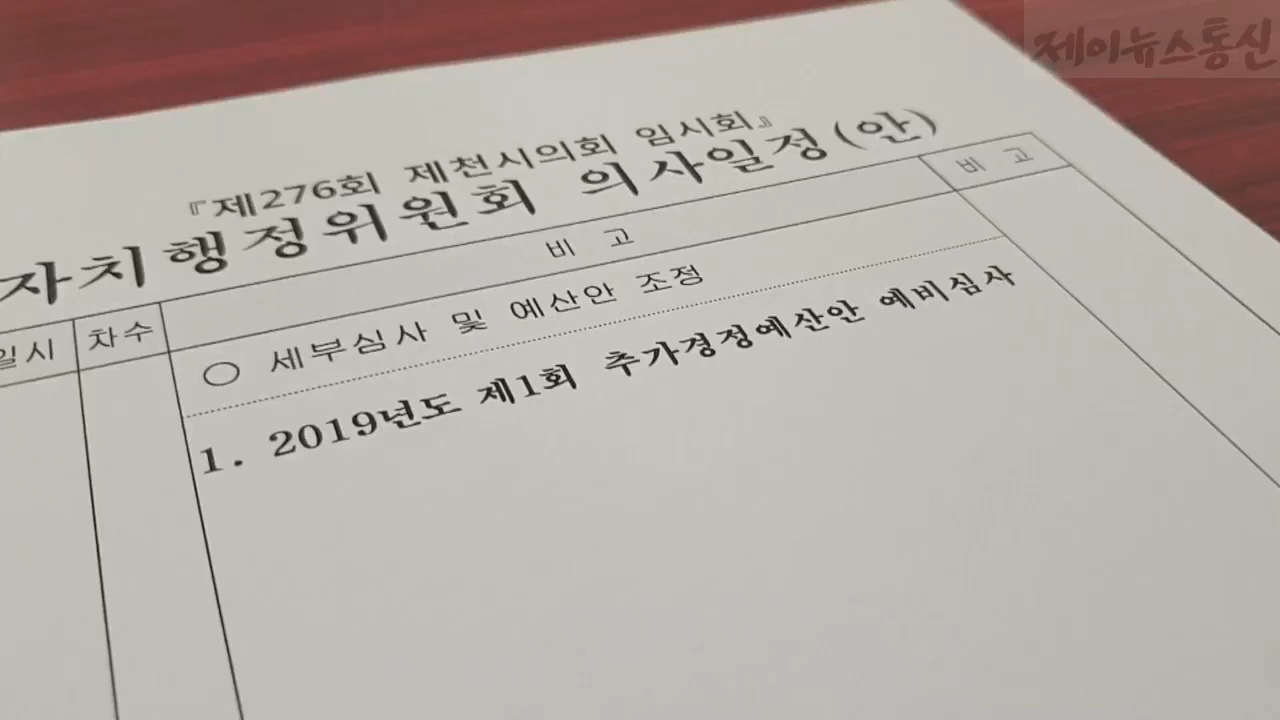 제이뉴스통신
『제276회 제천시의회 임시회』
자치행정위원회 의사일정(안)
일시 차수 비 고 비 고
○ 세부심사 및 예산안 조정
1. 2019년도 제1회 추가경정예산안 예비심사